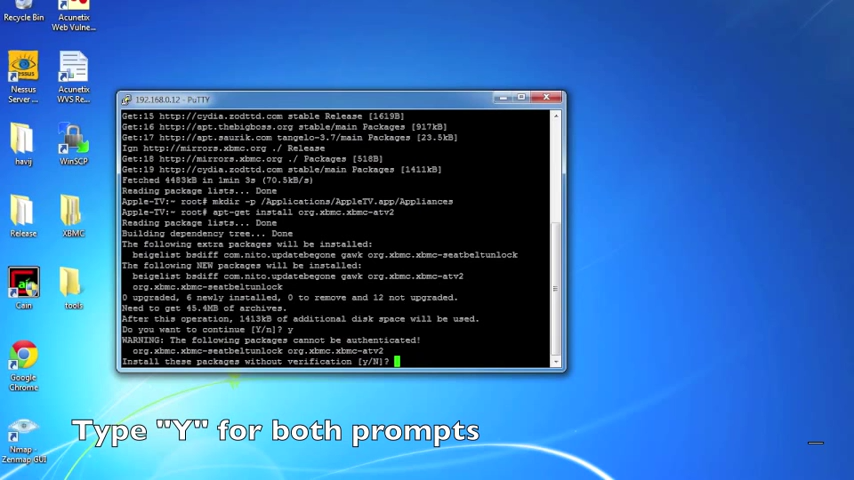 Recycle Bin
Acunetix
Web Vulne...
Nessus
Server ...
Acunetix
WVS Re...
havij
WinSCP
Release
XBMC
Cain
tools
Google
Chrome
Nmap -
Zenmap GUI
192.168.0.12 - PuTTY
Get:15 http://cydia.zodttd.com stable Release [1619B]
Get:16 http://apt.thebigboss.org stable/main Packages [917kB]
Get:17 http://apt.saurik.com tangelo-3.7/main Packages [23.5kB]
Ign http://mirrors.xbmc.org ./ Release
Get:18 http://mirrors.xbmc.org ./ Packages [518B]
Get:19 http://cydia.zodttd.com stable/main Packages [1411kB]
Fetched 4483kB in 1min 3s (70.5kB/s)
Reading package lists... Done
Apple-TV:~ root# mkdir -p /Applications/AppleTV.app/Appliances
Apple-TV:~ root# apt-get install org.xbmc.xbmc-atv2
Reading package lists... Done
Building dependency tree... Done
The following extra packages will be installed:
beigelist bsdiff com.nito.updatebegone gawk org.xbmc.xbmc-seatbeltunlock
The following NEW packages will be installed:
beigelist bsdiff com.nito.updatebegone gawk org.xbmc.xbmc-atv2
org.xbmc.xbmc-seatbeltunlock
0 upgraded, 6 newly installed, 0 to remove and 12 not upgraded.
Need to get 45.4MB of archives.
After this operation, 1413kB of additional disk space will be used.
Do you want to continue [Y/n]? y
WARNING: The following packages cannot be authenticated!
org.xbmc.xbmc-seatbeltunlock org.xbmc.xbmc-atv2
Install these packages without verification [y/N]?
Type "Y" for both prompts